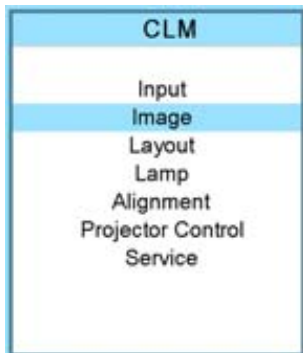 CLM
Input
Image
Layout
Lamp
Alignment
Projector Control
Service